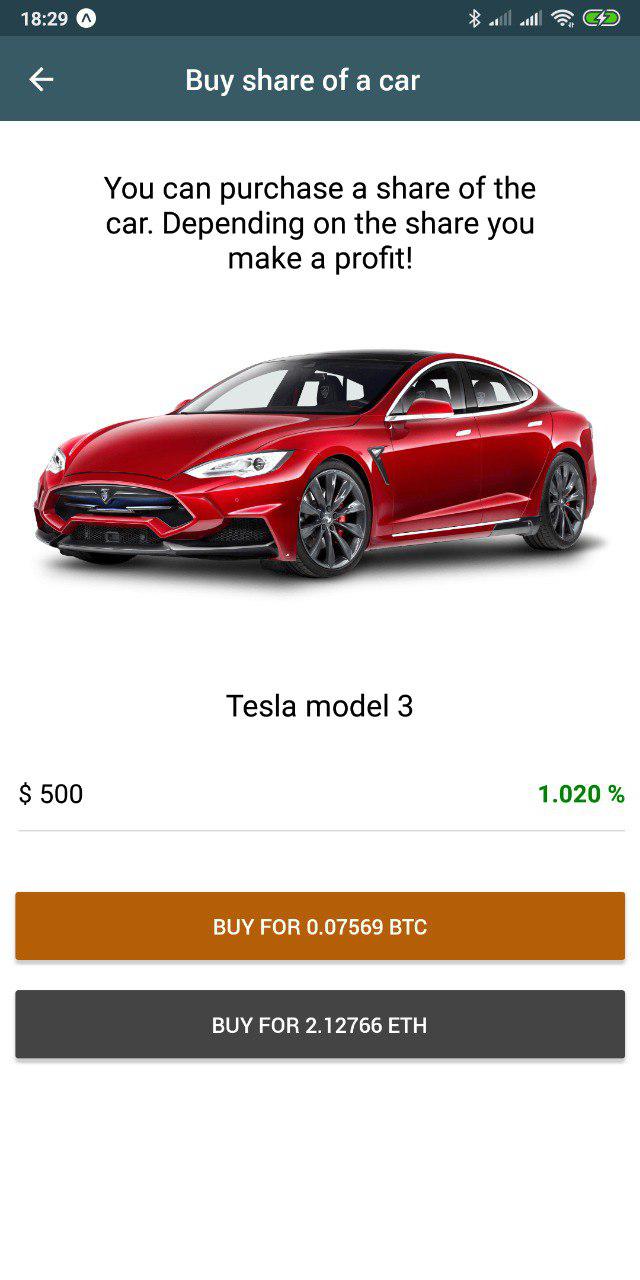 18:29
Buy share of a car
You can purchase a share of the
car. Depending on the share you
make a profit!
Tesla model 3
$ 500 1.020 %
BUY FOR 0.07569 BTC
BUY FOR 2.12766 ETH